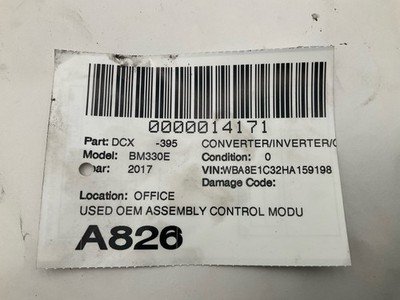 0000014171
Part: DCX -395 CONVERTER/INVERTER/C
Model: BM330E Condition: 0
ear: 2017 VIN:WBA8E1C32HA159198
Damage Code:
Location: OFFICE
USED OEM ASSEMBLY CONTROL MODU
A826